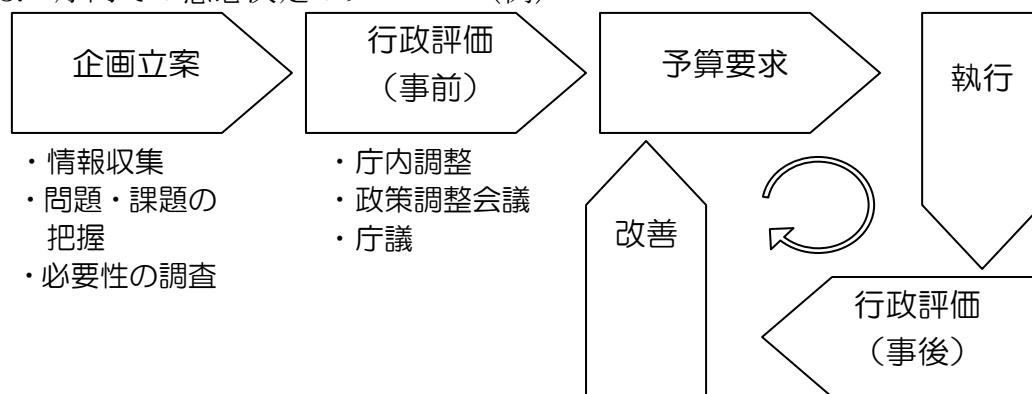 企画立案
行政評価
（事前）
予算要求
執行
・情報収集
・問題・課題の
把握
・必要性の調査
・庁内調整
・政策調整会議
・庁議
改善
行政評価
（事後）